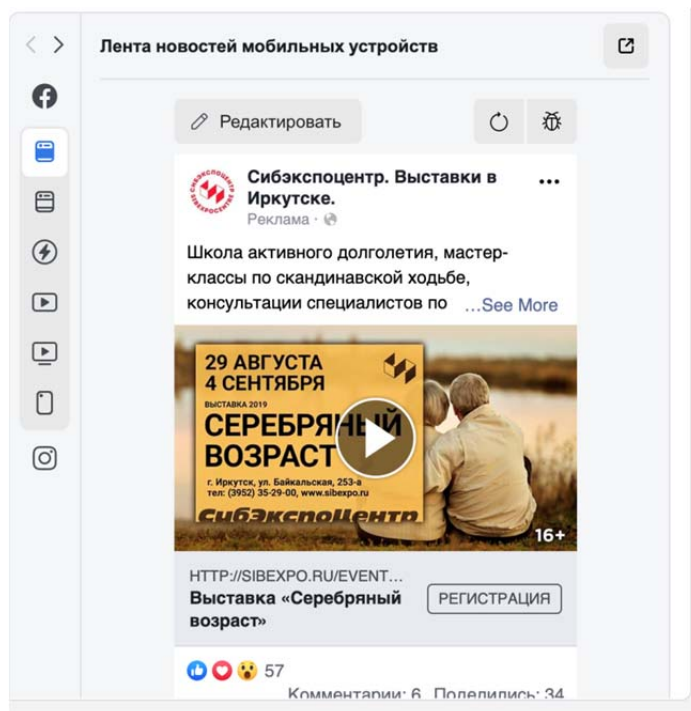 Лента новостей мобильных устройств
Редактировать
Сибэкспоцентр. Выставки в
Иркутске.
Реклама ·
Школа активного долголетия, мастер-
классы по скандинавской ходьбе,
консультации специалистов по ...See More
29 АВГУСТА
4 СЕНТЯБРЯ
ВЫСТАВКА 2019
СЕРЕБРЯНЫЙ
ВОЗРАСТ
г. Иркутск, ул. Байкальская, 253-а
тел: (3952) 35-29-00, www.sibexpo.ru
СибЭкспоЦентр
16+
HTTP://SIBEXPO.RU/EVENT...
Выставка «Серебряный
возраст»
РЕГИСТРАЦИЯ
57
Комментарии: 6 Поделились: 34